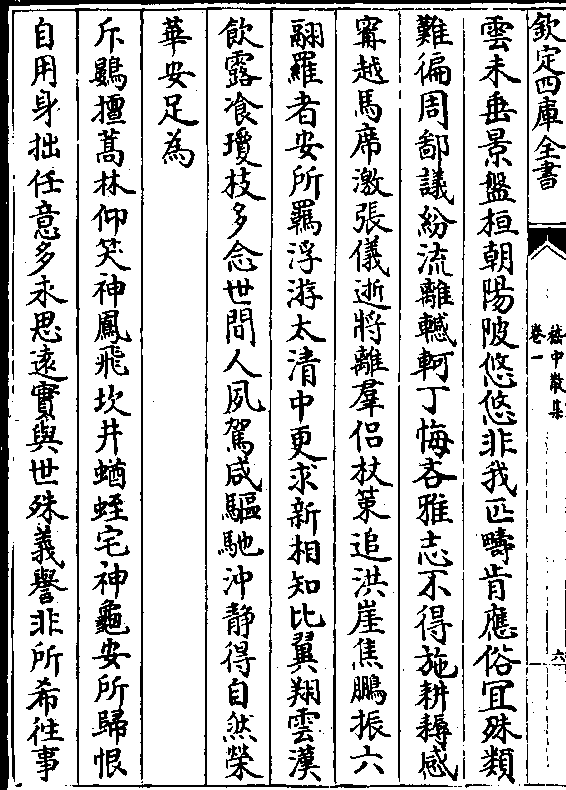 欽定四庫全書
嵇中散集
卷一
六
雲未垂景盤桓朝陽陂悠悠非我匹疇肯應俗宜殊類
難徧周鄙議紛流離轗軻丁悔吝雅志不得施耕耨感
甯越馬席激張儀逝將離羣侶杖策追洪崖焦鵬振六
翮羅者安所羈浮游太清中更求新相知比翼翔雲漢
飲露飡瓊枝多念世間人夙駕咸驅馳沖靜得自然榮
華安足為
斥鷃擅蒿林仰笑神鳳飛坎井蝤蛭宅神龜安所歸恨
自用身拙任意多永思遠實與世殊義譽非所希往事